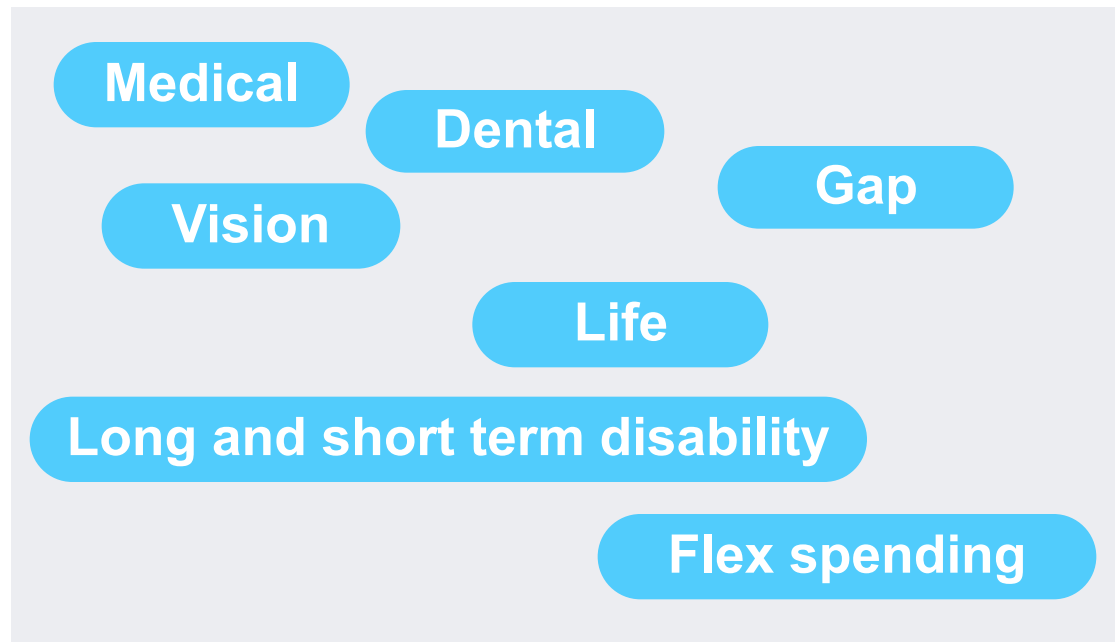 Medical
Dental
Gap
Vision
Life
Long and short term disability
Flex spending